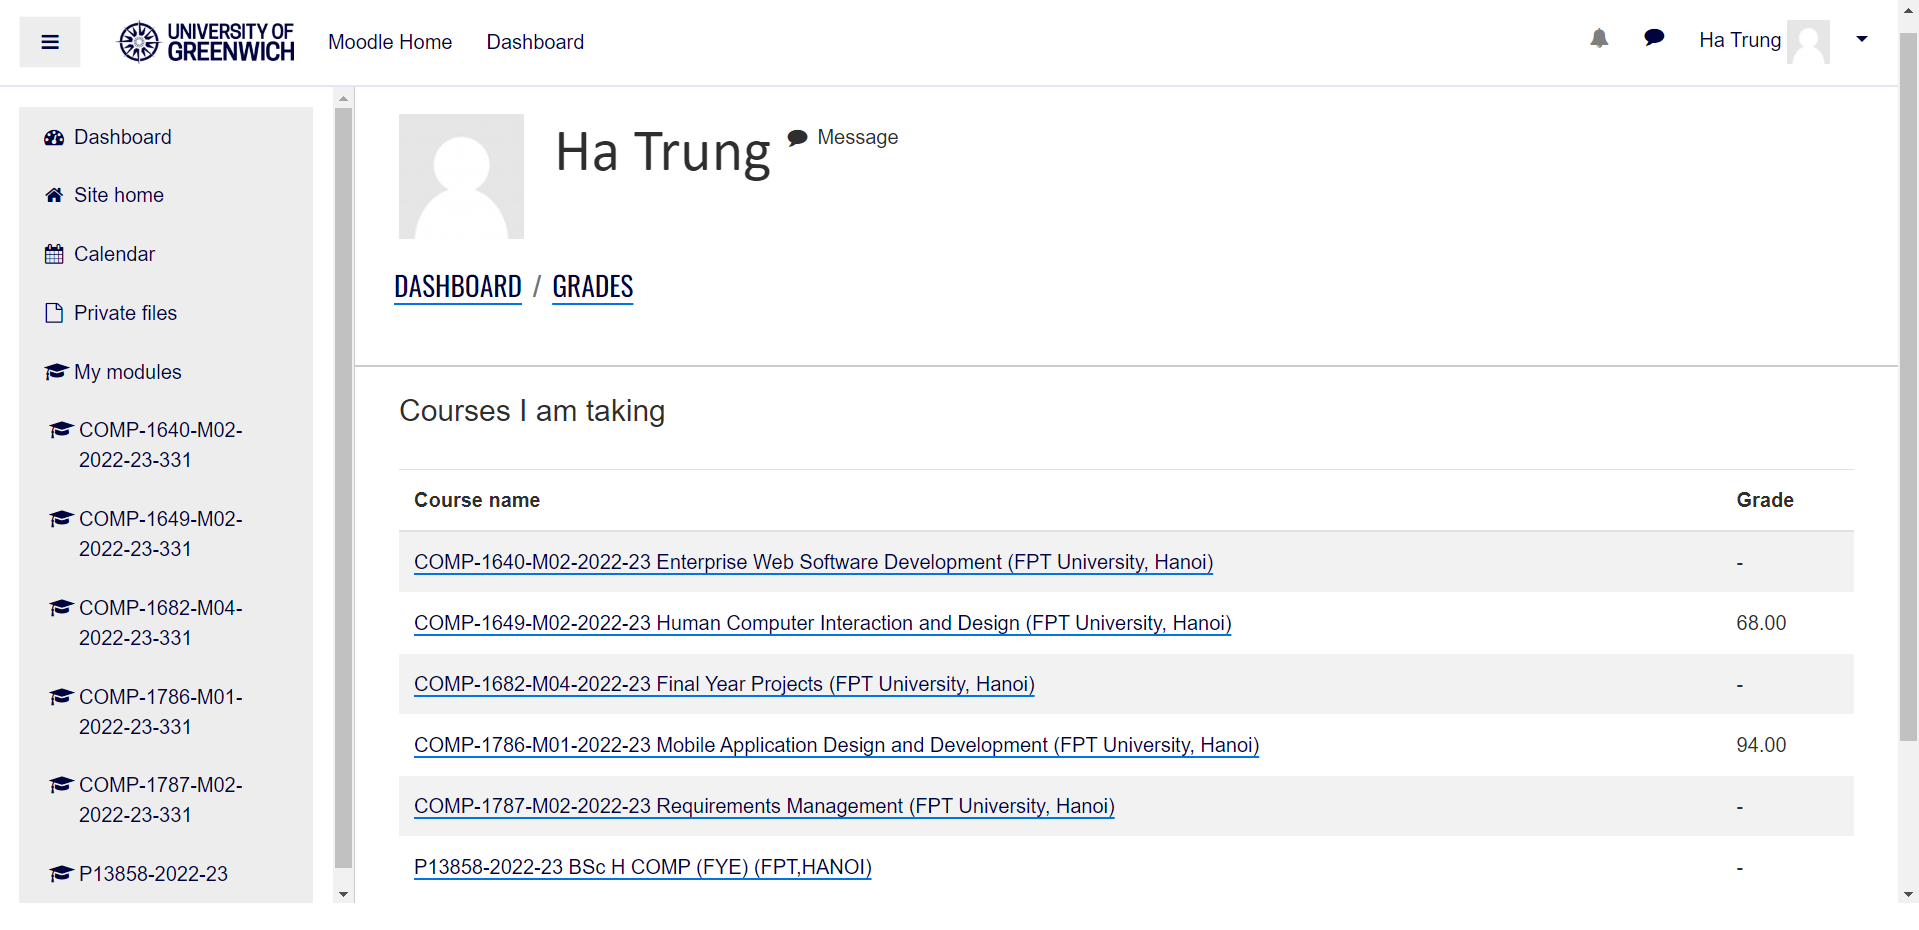 UNIVERSITY OF
GREENWICH
Moodle Home
Dashboard
Ha Trung
Dashboard
Site home
Calendar
Private files
My modules
COMP-1640-M02-
2022-23-331
COMP-1649-M02-
2022-23-331
COMP-1682-M04-
2022-23-331
COMP-1786-M01-
2022-23-331
COMP-1787-M02-
2022-23-331
P13858-2022-23
Ha Trung
Message
DASHBOARD / GRADES
Courses I am taking
Course name Grade
COMP-1640-M02-2022-23 Enterprise Web Software Development (FPT University, Hanoi) -
COMP-1649-M02-2022-23 Human Computer Interaction and Design (FPT University, Hanoi) 68.00
COMP-1682-M04-2022-23 Final Year Projects (FPT University, Hanoi) -
COMP-1786-M01-2022-23 Mobile Application Design and Development (FPT University, Hanoi) 94.00
COMP-1787-M02-2022-23 Requirements Management (FPT University, Hanoi) -
P13858-2022-23 BSc H COMP (FYE) (FPT,HANOI) -